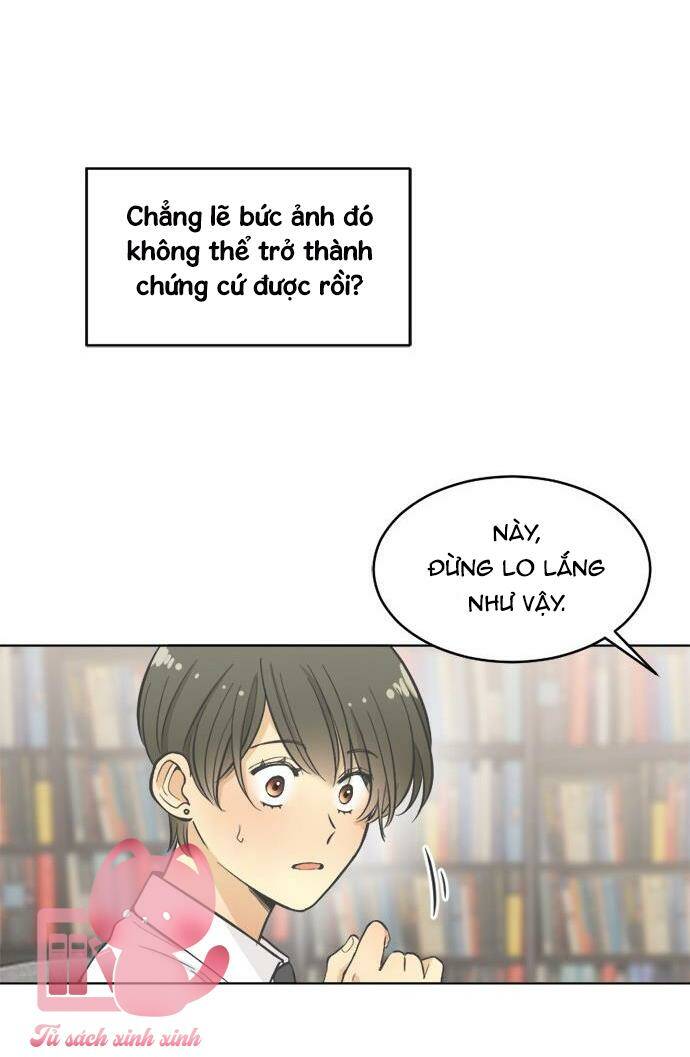 Chẳng lẽ bức ảnh đó
không thể trở thành
chứng cứ được rồi?
NÀY,
ĐỪNG LO LẮNG
NHƯ VẬY.
Tủ sách xinh xinh